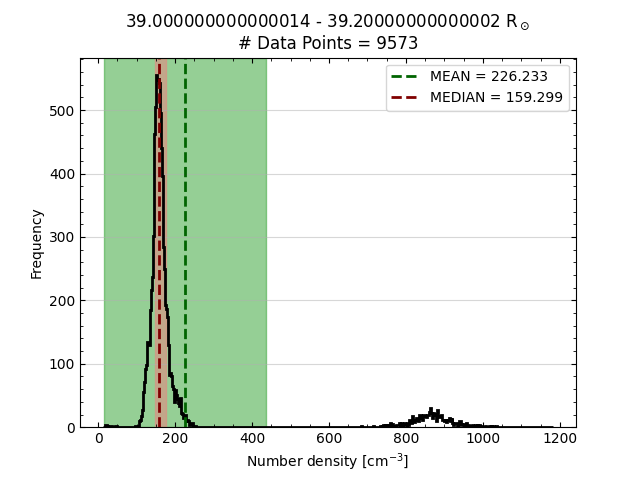 39.000000000000014 - 39.20000000000002 R⊙
# Data Points = 9573
MEAN = 226.233
MEDIAN = 159.299
Frequency
500
400
300
200
100
0
0 200 400 600 800 1000 1200
Number density [cm⁻³]